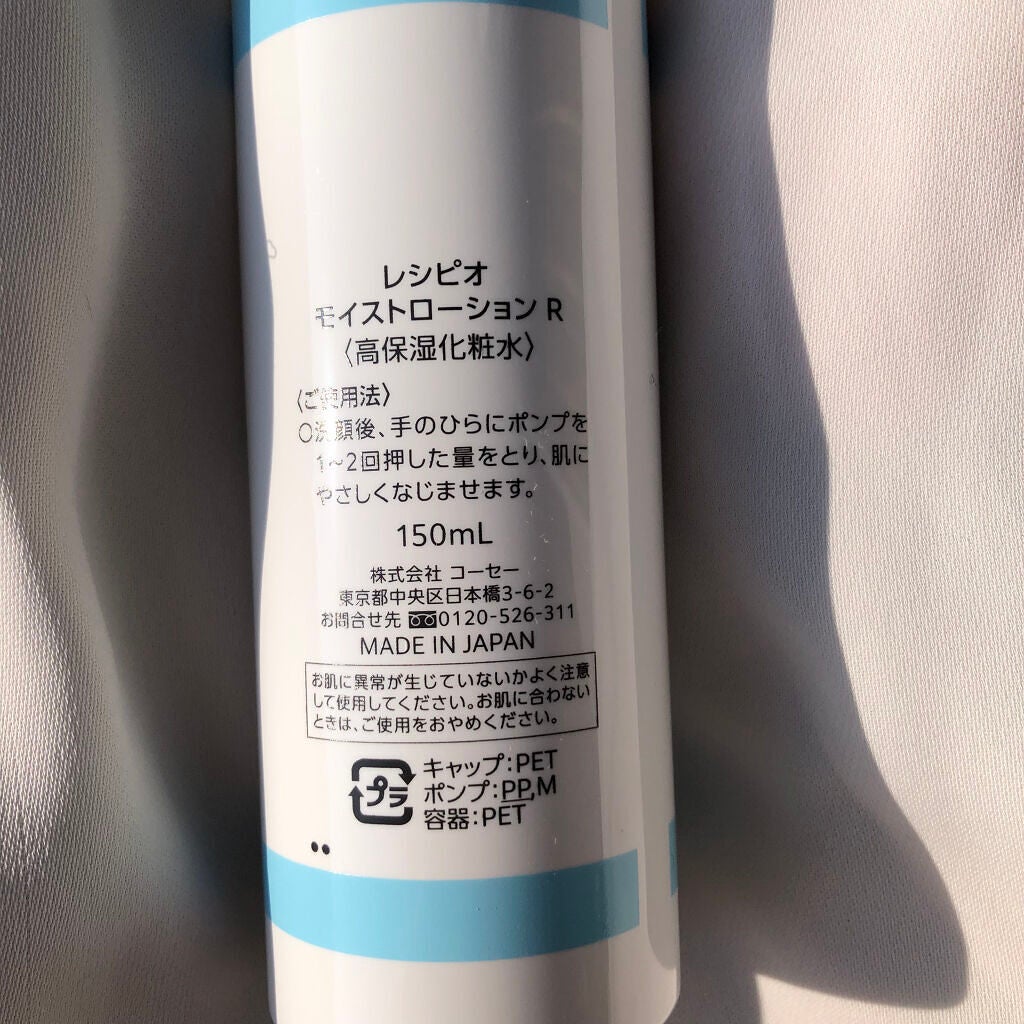 レシピオ
モイストローション R
〈高保湿化粧水〉
〈ご使用法〉
○洗顔後、手のひらにポンプを
1~2回押した量をとり、肌に
やさしくなじませます。
150mL
株式会社 コーセー
東京都中央区日本橋3-6-2
お問合せ先 0120-526-311
MADE IN JAPAN
お肌に異常が生じていないかよく注意
して使用してください。お肌に合わない
ときは、ご使用をおやめください。
プラ
キャップ:PET
ポンプ:PP,M
容器:PET